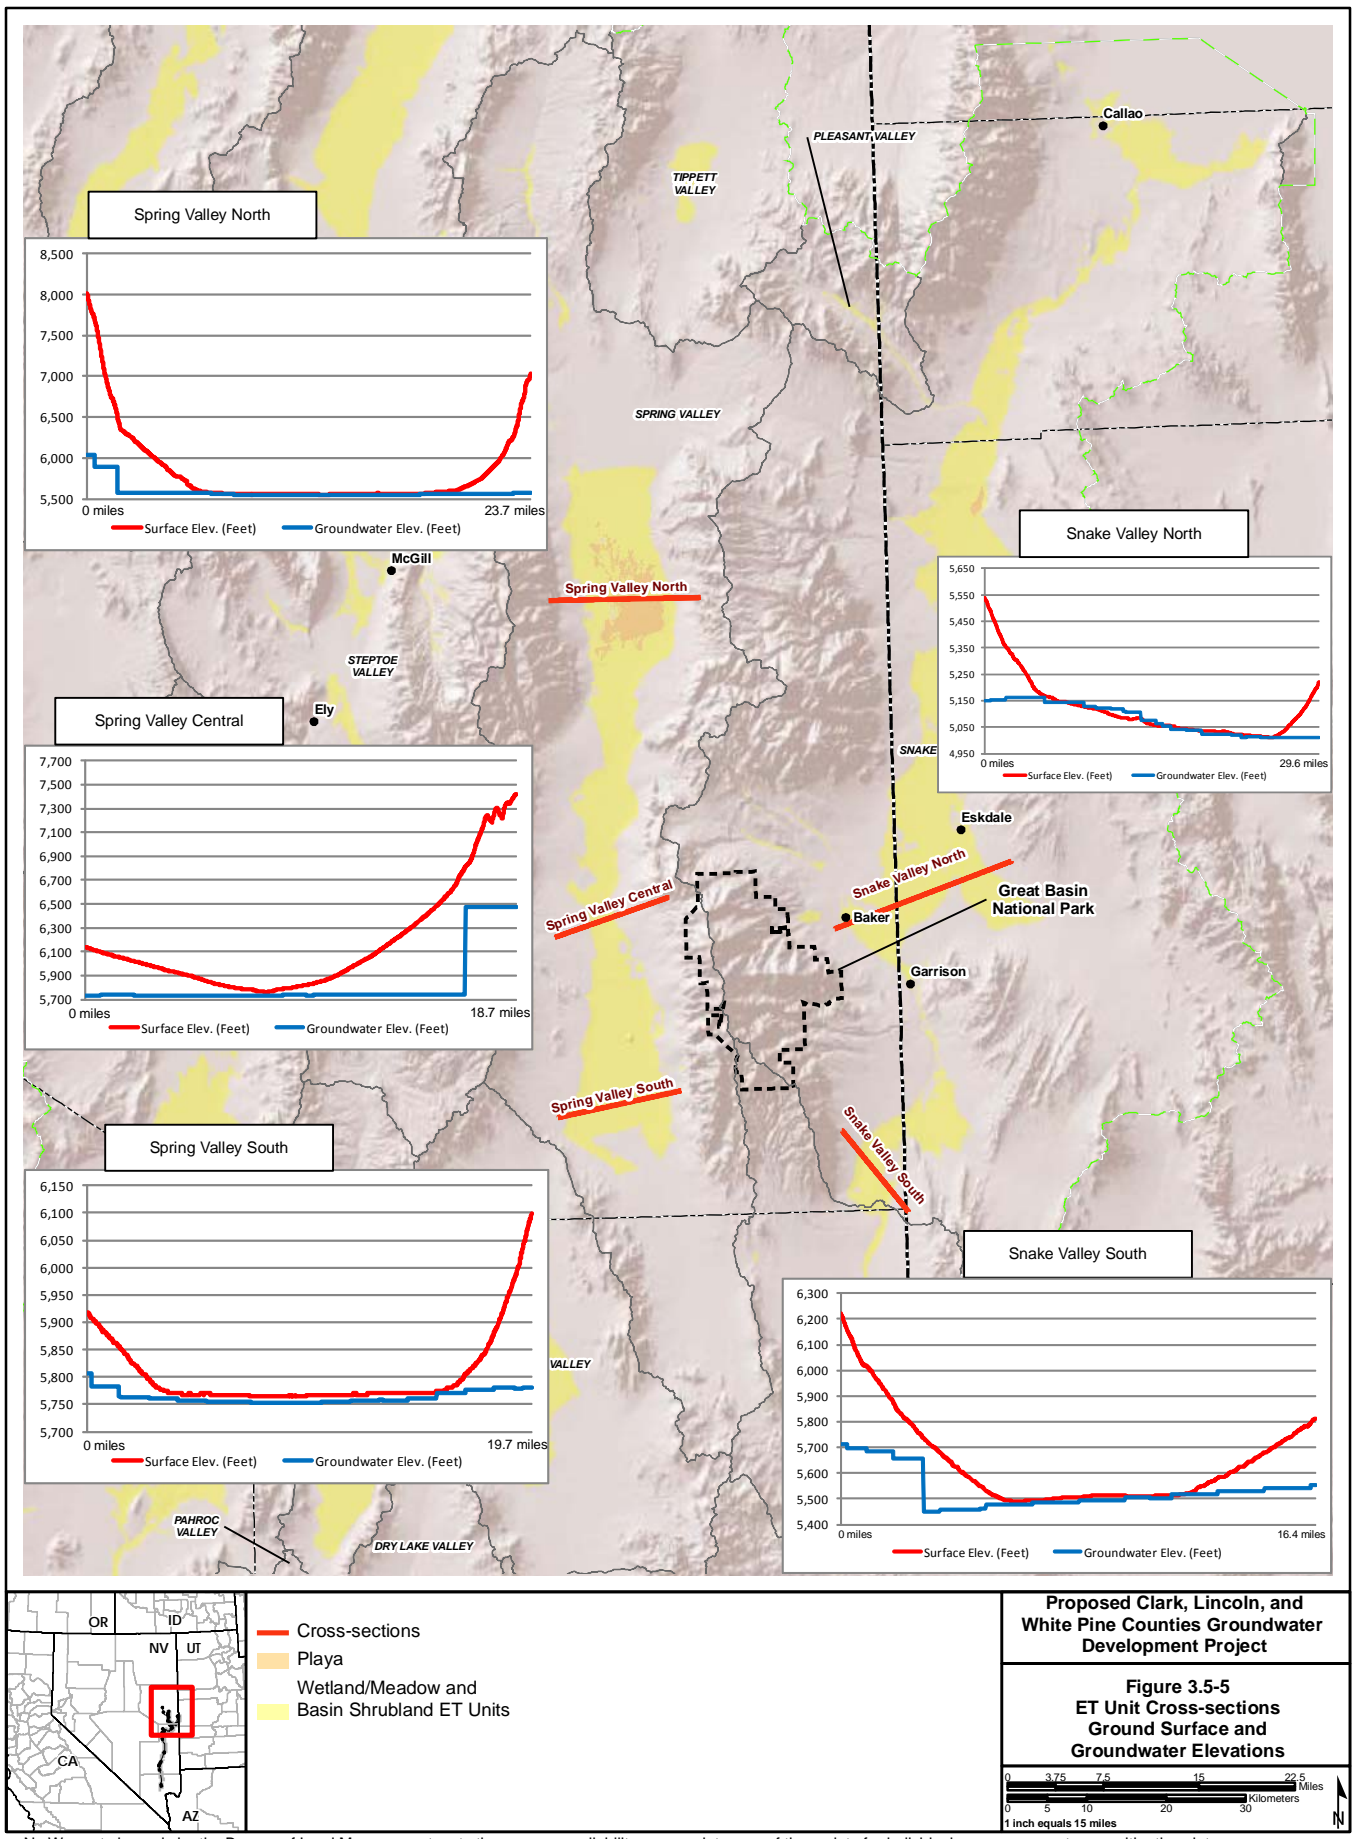 Callao
PLEASANT VALLEY
TIPPETT
VALLEY
Spring Valley North
8,500
8,000
7,500
7,000
6,500
6,000
5,500
0 miles
23.7 miles
Surface Elev. (Feet)
Groundwater Elev. (Feet)
SPRING VALLEY
McGill
Spring Valley North
STEPTOE
VALLEY
Ely
Snake Valley North
5,650
5,550
5,450
5,350
5,250
5,150
5,050
4,950
0 miles
29.6 miles
Surface Elev. (Feet)
Groundwater Elev. (Feet)
SNAKE
Spring Valley Central
7,700
7,500
7,300
7,100
6,900
6,700
6,500
6,300
6,100
5,900
5,700
0 miles
18.7 miles
Surface Elev. (Feet)
Groundwater Elev. (Feet)
Eskdale
Snake Valley North
Spring Valley Central
Great Basin
National Park
Baker
Garrison
Spring Valley South
Snake Valley South
Spring Valley South
6,150
6,100
6,050
6,000
5,950
5,900
5,850
5,800
5,750
5,700
0 miles
19.7 miles
Surface Elev. (Feet)
Groundwater Elev. (Feet)
VALLEY
Snake Valley South
6,300
6,200
6,100
6,000
5,900
5,800
5,700
5,600
5,500
5,400
0 miles
16.4 miles
Surface Elev. (Feet)
Groundwater Elev. (Feet)
PAHROC
VALLEY
DRY LAKE VALLEY
OR
ID
NV
UT
CA
AZ
Cross-sections
Playa
Wetland/Meadow and
Basin Shrubland ET Units
Proposed Clark, Lincoln, and
White Pine Counties Groundwater
Development Project
Figure 3.5-5
ET Unit Cross-sections
Ground Surface and
Groundwater Elevations
0 3.75 7.5 15 22.5
Miles
Kilometers
0 5 10 20 30
1 inch equals 15 miles
N